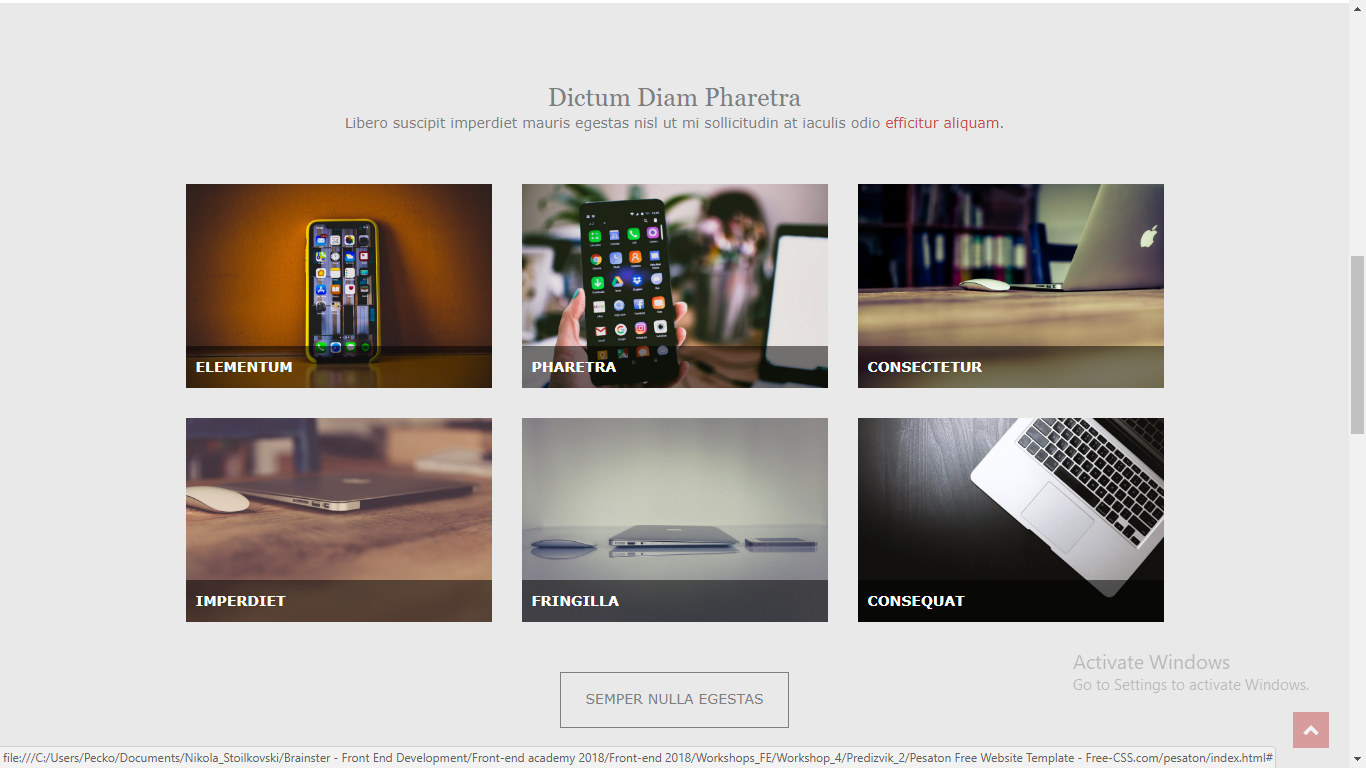 Dictum Diam Pharetra
Libero suscipit imperdiet mauris egestas nisl ut mi sollicitudin at iaculis odio efficitur aliquam.
ELEMENTUM
PHARETRA
CONSECTETUR
IMPERDIET
FRINGILLA
CONSEQUAT
SEMPER NULLA EGESTAS
Activate Windows
Go to Settings to activate Windows.
file:///C:/Users/Pecko/Documents/Nikola_Stoilkovski/Brainster - Front End Development/Front-end academy 2018/Front-end 2018/Workshops_FE/Workshop_4/Predizvik_2/Pesaton Free Website Template - Free-CSS.com/pesaton/index.html#